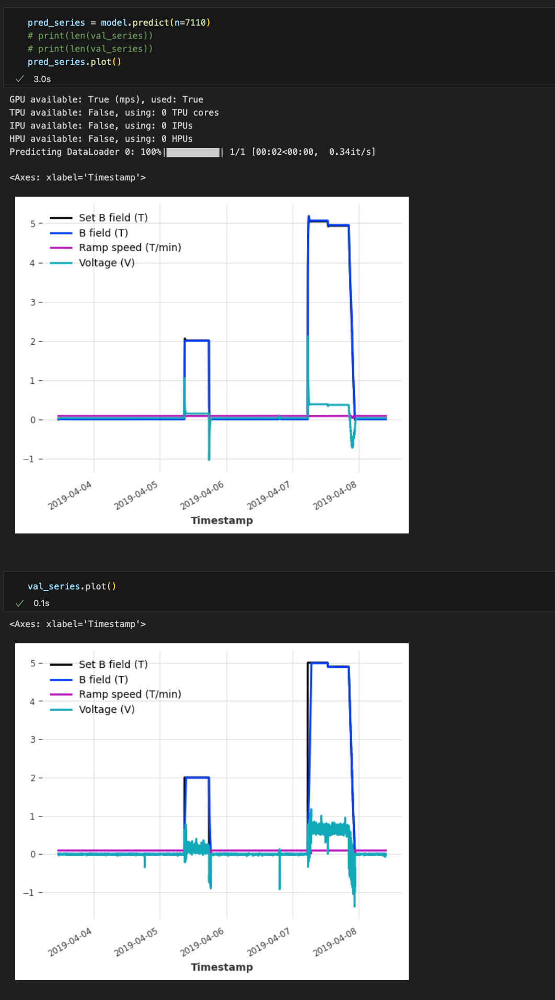 pred_series = model.predict(n=7110)
# print(len(val_series))
# print(len(val_series))
pred_series.plot()
3.0s
GPU available: True (mps), used: True
TPU available: False, using: 0 TPU cores
IPU available: False, using: 0 IPUs
HPU available: False, using: 0 HPUs
Predicting DataLoader 0: 100%|██████████| 1/1 [00:02<00:00,  0.34it/s]
<Axes: xlabel='Timestamp'>
Set B field (T)
B field (T)
Ramp speed (T/min)
Voltage (V)
5
4
3
2
1
0
−1
2019-04-04
2019-04-05
2019-04-06
2019-04-07
2019-04-08
Timestamp
val_series.plot()
0.1s
<Axes: xlabel='Timestamp'>
Set B field (T)
B field (T)
Ramp speed (T/min)
Voltage (V)
5
4
3
2
1
0
−1
2019-04-04
2019-04-05
2019-04-06
2019-04-07
2019-04-08
Timestamp